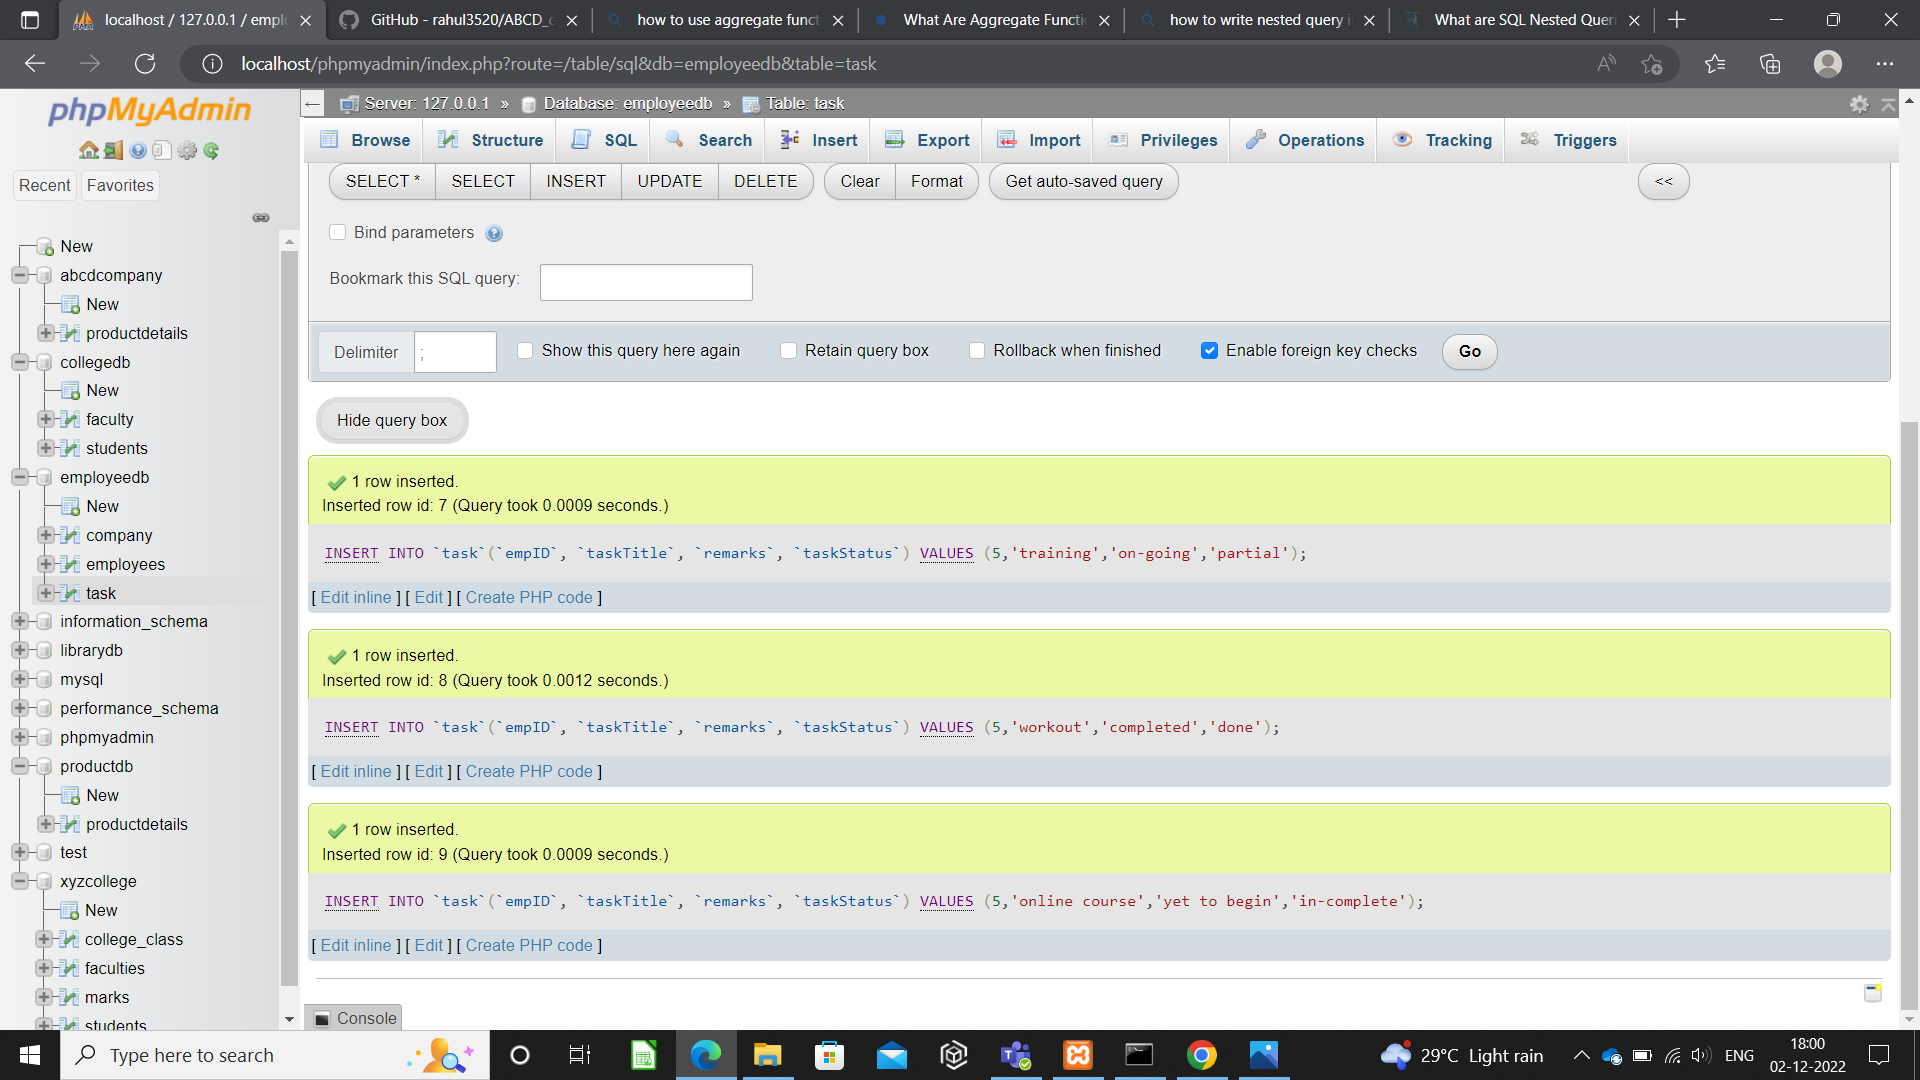 localhost / 127.0.0.1 / empl
GitHub - rahul3520/ABCD_c
how to use aggregate funct
What Are Aggregate Functi
how to write nested query i
What are SQL Nested Queri
localhost/phpmyadmin/index.php?route=/table/sql&db=employeedb&table=task
phpMyAdmin
Recent
Favorites
New
abcdcompany
New
productdetails
collegedb
New
faculty
students
employeedb
New
company
employees
task
information_schema
librarydb
mysql
performance_schema
phpmyadmin
productdb
New
productdetails
test
xyzcollege
New
college_class
faculties
marks
students
Server: 127.0.0.1 » Database: employeedb » Table: task
Browse Structure SQL Search Insert Export Import Privileges Operations Tracking Triggers
SELECT * SELECT INSERT UPDATE DELETE Clear Format Get auto-saved query <<
Bind parameters
Bookmark this SQL query:
Delimiter ; Show this query here again Retain query box Rollback when finished Enable foreign key checks Go
Hide query box
1 row inserted.
Inserted row id: 7 (Query took 0.0009 seconds.)
INSERT INTO `task`(`empID`, `taskTitle`, `remarks`, `taskStatus`) VALUES (5,'training','on-going','partial');
[ Edit inline ] [ Edit ] [ Create PHP code ]
1 row inserted.
Inserted row id: 8 (Query took 0.0012 seconds.)
INSERT INTO `task`(`empID`, `taskTitle`, `remarks`, `taskStatus`) VALUES (5,'workout','completed','done');
[ Edit inline ] [ Edit ] [ Create PHP code ]
1 row inserted.
Inserted row id: 9 (Query took 0.0009 seconds.)
INSERT INTO `task`(`empID`, `taskTitle`, `remarks`, `taskStatus`) VALUES (5,'online course','yet to begin','in-complete');
[ Edit inline ] [ Edit ] [ Create PHP code ]
Console
Type here to search
29°C Light rain
ENG
18:00
02-12-2022